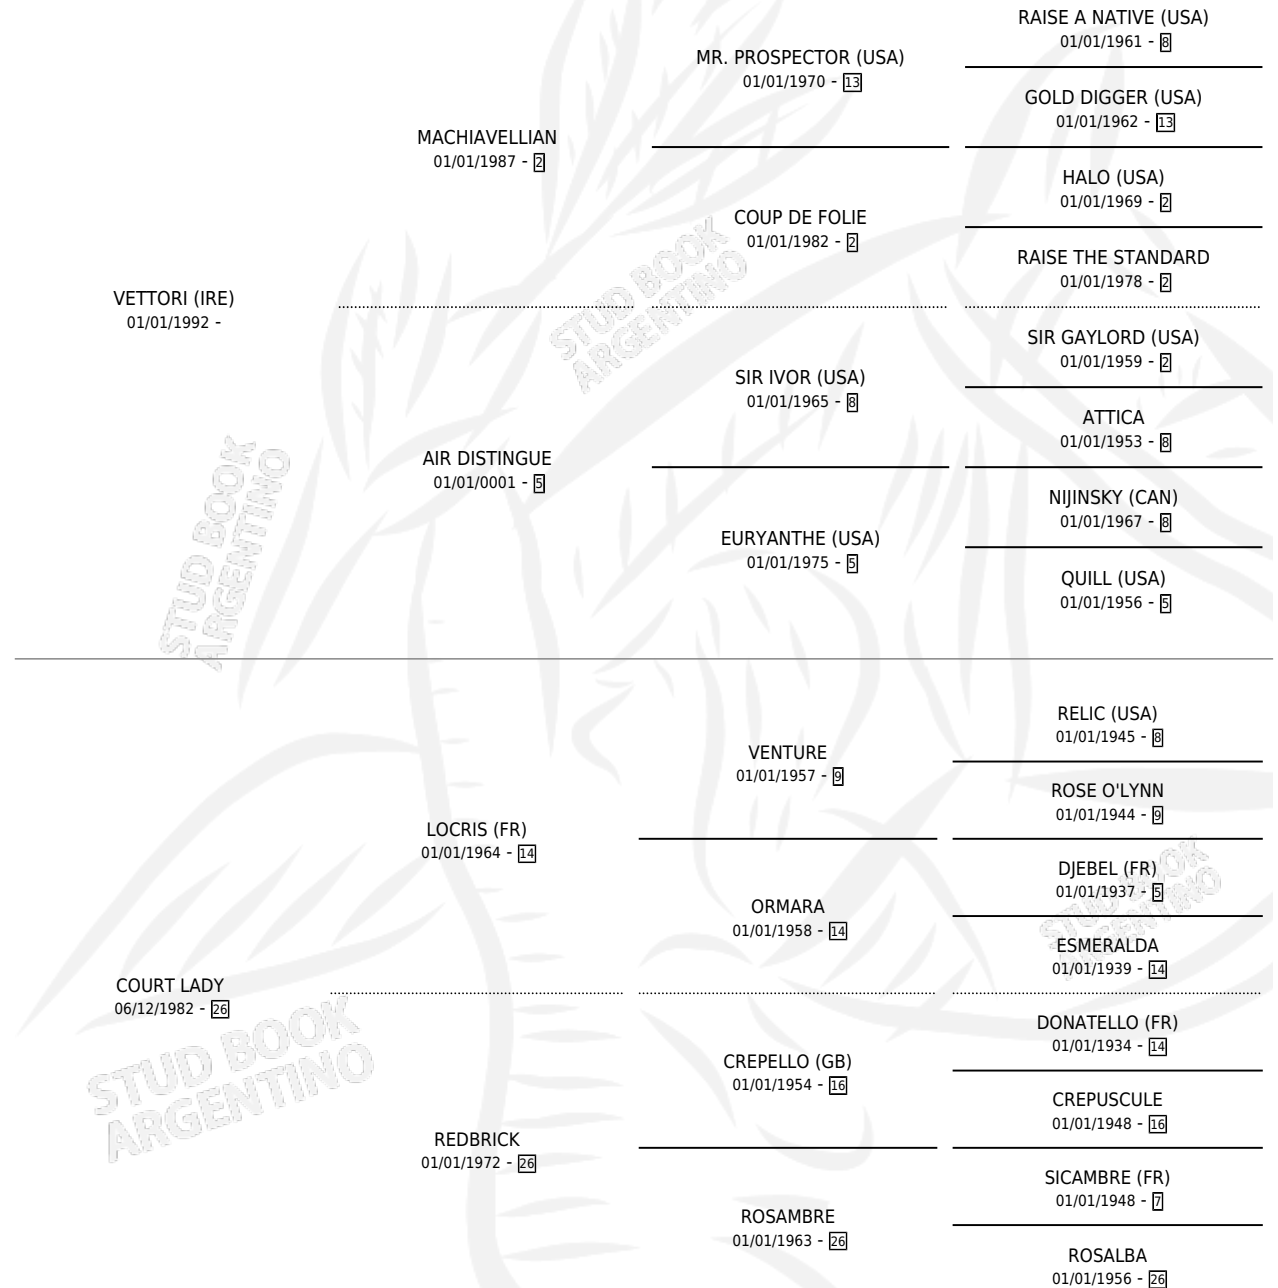 RAISE A NATIVE (USA)
01/01/1961 - 8
MR. PROSPECTOR (USA)
01/01/1970 - 13
GOLD DIGGER (USA)
01/01/1962 - 13
MACHIAVELLIAN
01/01/1987 - 2
HALO (USA)
01/01/1969 - 2
COUP DE FOLIE
01/01/1982 - 2
RAISE THE STANDARD
01/01/1978 - 2
VETTORI (IRE)
01/01/1992 -
STUD BOOK
ARGENTINO
SIR GAYLORD (USA)
01/01/1959 - 2
SIR IVOR (USA)
01/01/1965 - 8
ATTICA
01/01/1953 - 8
AIR DISTINGUE
01/01/0001 - 5
NIJINSKY (CAN)
01/01/1967 - 8
EURYANTHE (USA)
01/01/1975 - 5
QUILL (USA)
01/01/1956 - 5
STUD BOOK
ARGENTINO
RELIC (USA)
01/01/1945 - 8
VENTURE
01/01/1957 - 9
ROSE O'LYNN
01/01/1944 - 9
LOCRIS (FR)
01/01/1964 - 14
DJEBEL (FR)
01/01/1937 - 5
ORMARA
01/01/1958 - 14
ESMERALDA
01/01/1939 - 14
STUD BOOK
ARGENTINO
COURT LADY
06/12/1982 - 26
DONATELLO (FR)
01/01/1934 - 14
CREPELLO (GB)
01/01/1954 - 16
CREPUSCULE
01/01/1948 - 16
STUD BOOK
ARGENTINO
REDBRICK
01/01/1972 - 26
SICAMBRE (FR)
01/01/1948 - 7
ROSAMBRE
01/01/1963 - 26
ROSALBA
01/01/1956 - 26